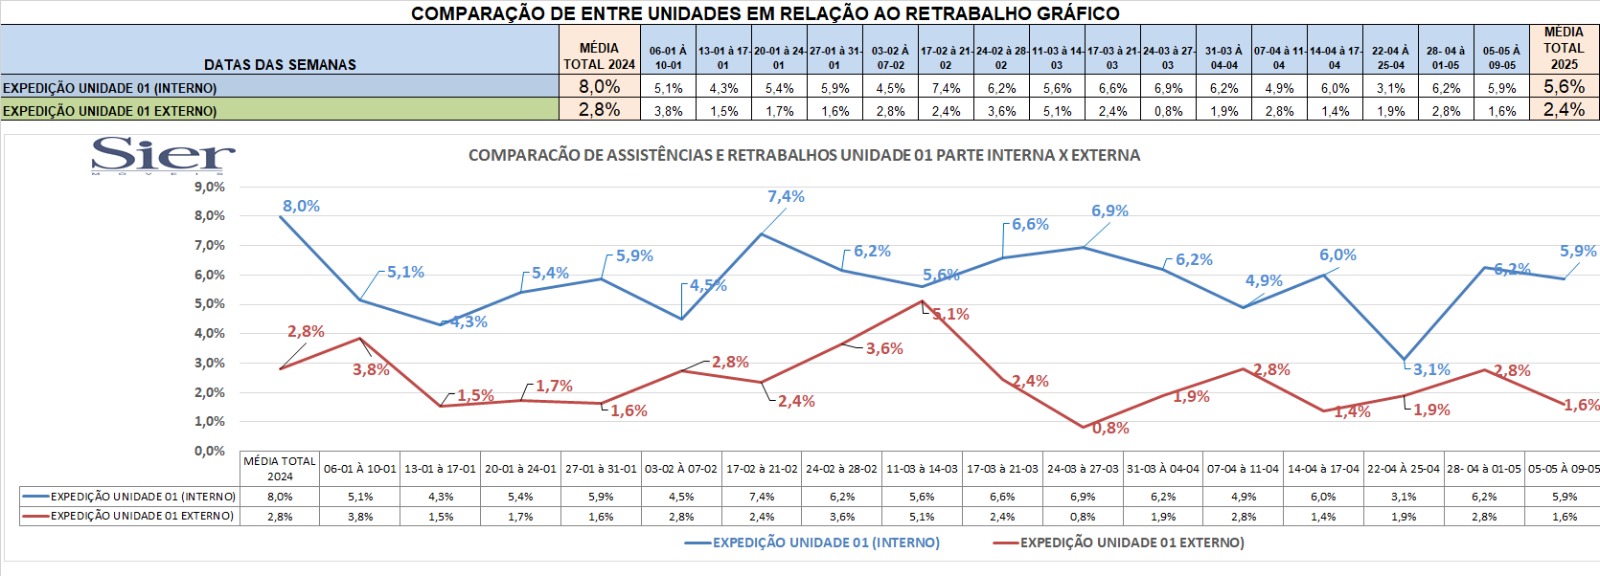 COMPARAÇÃO DE ENTRE UNIDADES EM RELAÇÃO AO RETRABALHO GRÁFICO
DATAS DAS SEMANAS MÉDIA TOTAL 2024 06-01 À 10-01 13-01 à 17-01 20-01 à 24-01 27-01 à 31-01 03-02 À 07-02 17-02 à 21-02 24-02 à 28-02 11-03 à 14-03 17-03 à 21-03 24-03 à 27-03 31-03 À 04-04 07-04 à 11-04 14-04 à 17-04 22-04 À 25-04 28- 04 à 01-05 05-05 À 09-05 MÉDIA TOTAL 2025
EXPEDIÇÃO UNIDADE 01 (INTERNO) 8,0% 5,1% 4,3% 5,4% 5,9% 4,5% 7,4% 6,2% 5,6% 6,6% 6,9% 6,2% 4,9% 6,0% 3,1% 6,2% 5,9% 5,6%
EXPEDIÇÃO UNIDADE 01 EXTERNO) 2,8% 3,8% 1,5% 1,7% 1,6% 2,8% 2,4% 3,6% 5,1% 2,4% 0,8% 1,9% 2,8% 1,4% 1,9% 2,8% 1,6% 2,4%
Sier
MÓVEIS
COMPARACÃO DE ASSISTÊNCIAS E RETRABALHOS UNIDADE 01 PARTE INTERNA X EXTERNA
9,0%
8,0%
7,0%
6,0%
5,0%
4,0%
3,0%
2,0%
1,0%
0,0%
8,0% 5,1% 4,3% 5,4% 5,9% 4,5% 7,4% 6,2% 5,6% 6,6% 6,9% 6,2% 4,9% 6,0% 3,1% 6,2% 5,9%
2,8% 3,8% 1,5% 1,7% 1,6% 2,8% 2,4% 3,6% 5,1% 2,4% 0,8% 1,9% 2,8% 1,4% 1,9% 2,8% 1,6%
MÉDIA TOTAL 2024 06-01 À 10-01 13-01 à 17-01 20-01 à 24-01 27-01 à 31-01 03-02 À 07-02 17-02 à 21-02 24-02 à 28-02 11-03 à 14-03 17-03 à 21-03 24-03 à 27-03 31-03 À 04-04 07-04 à 11-04 14-04 à 17-04 22-04 À 25-04 28- 04 à 01-05 05-05 À 09-05
EXPEDIÇÃO UNIDADE 01 (INTERNO) 8,0% 5,1% 4,3% 5,4% 5,9% 4,5% 7,4% 6,2% 5,6% 6,6% 6,9% 6,2% 4,9% 6,0% 3,1% 6,2% 5,9%
EXPEDIÇÃO UNIDADE 01 EXTERNO) 2,8% 3,8% 1,5% 1,7% 1,6% 2,8% 2,4% 3,6% 5,1% 2,4% 0,8% 1,9% 2,8% 1,4% 1,9% 2,8% 1,6%
EXPEDIÇÃO UNIDADE 01 (INTERNO) EXPEDIÇÃO UNIDADE 01 EXTERNO)